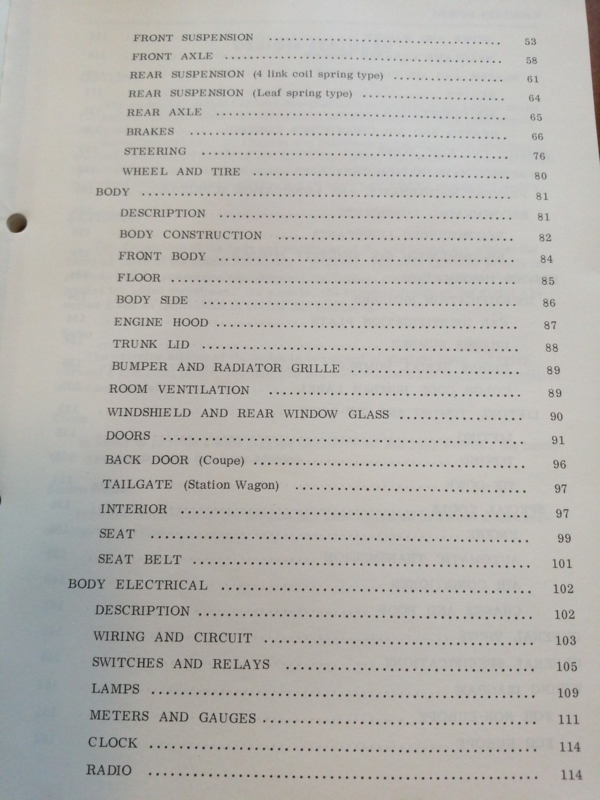 FRONT SUSPENSION ................................ 53
FRONT AXLE ................................ 58
REAR SUSPENSION (4 link coil spring type) ................ 61
REAR SUSPENSION (Leaf spring type) .................... 64
REAR AXLE ................................ 65
BRAKES ................................ 66
STEERING ................................ 76
WHEEL AND TIRE ................................ 80
BODY ................................ 81
DESCRIPTION ................................ 81
BODY CONSTRUCTION ................................ 82
FRONT BODY ................................ 84
FLOOR ................................ 85
BODY SIDE ................................ 86
ENGINE HOOD ................................ 87
TRUNK LID ................................ 88
BUMPER AND RADIATOR GRILLE ........................ 89
ROOM VENTILATION ................................ 89
WINDSHIELD AND REAR WINDOW GLASS ................ 90
DOORS ................................ 91
BACK DOOR (Coupe) ................................ 96
TAILGATE (Station Wagon) ........................ 97
INTERIOR ................................ 97
SEAT ................................ 99
SEAT BELT ................................ 101
BODY ELECTRICAL ................................ 102
DESCRIPTION ................................ 102
WIRING AND CIRCUIT ................................ 103
SWITCHES AND RELAYS ............................ 105
LAMPS ................................ 109
METERS AND GAUGES ................................ 111
CLOCK ................................ 114
RADIO ................................ 114